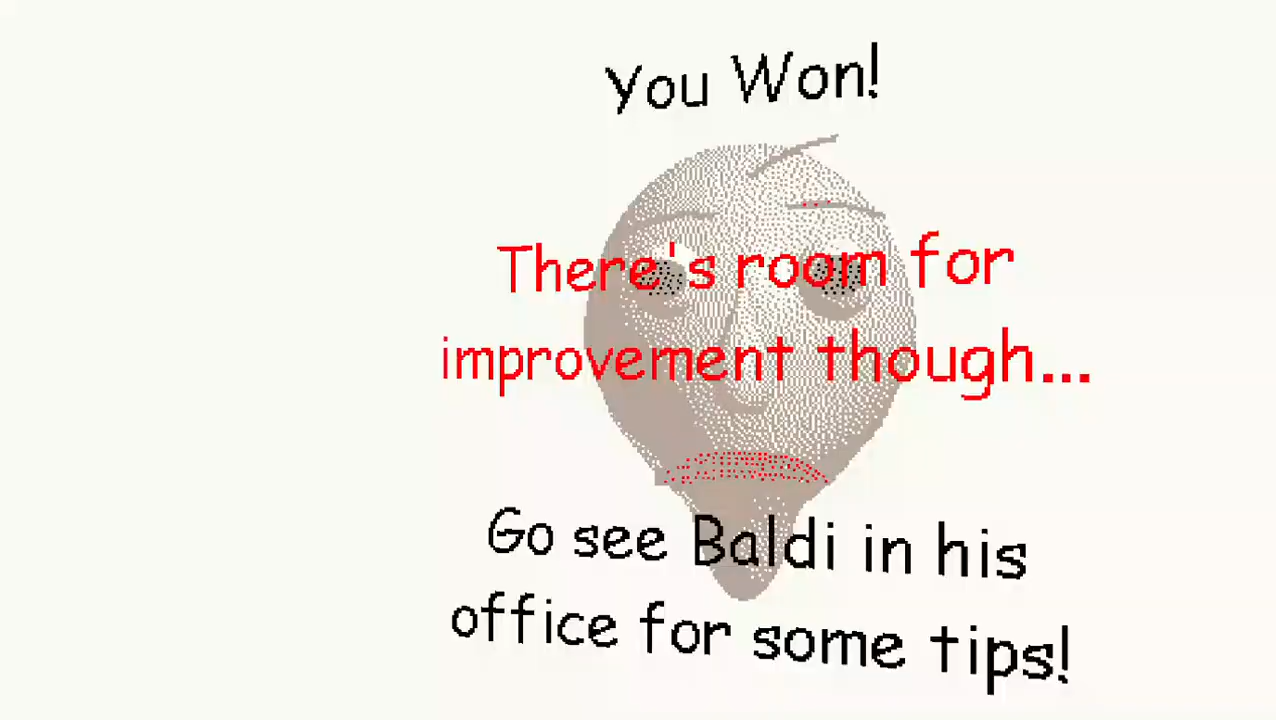 You Won!
There's room for
improvement though...
Go see Baldi in his
office for some tips!